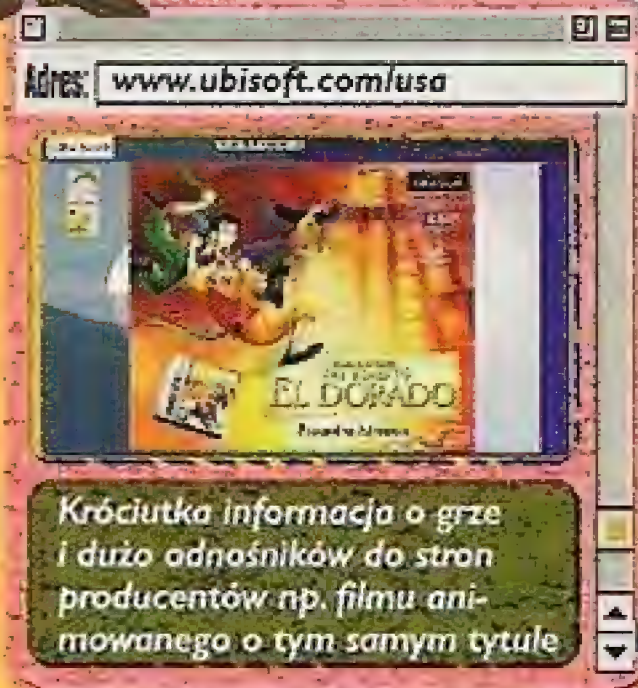 Adres: www.ubisoft.com/usa
EL DORADO
Króciutka informacja o grze
i dużo odnośników do stron
producentów np. filmu ani-
mowanego o tym samym tytule